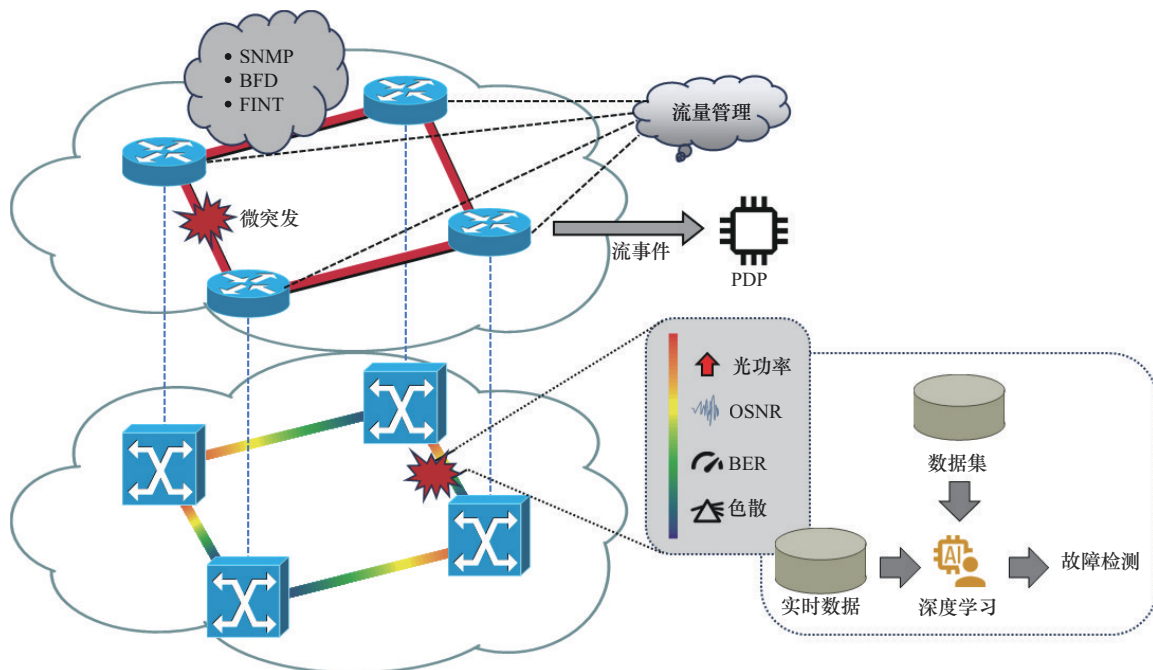 • SNMP
• BFD
• FINT
流量管理
微突发
流事件
PDP
光功率
OSNR
BER
色散
数据集
实时数据
AI
深度学习
故障检测